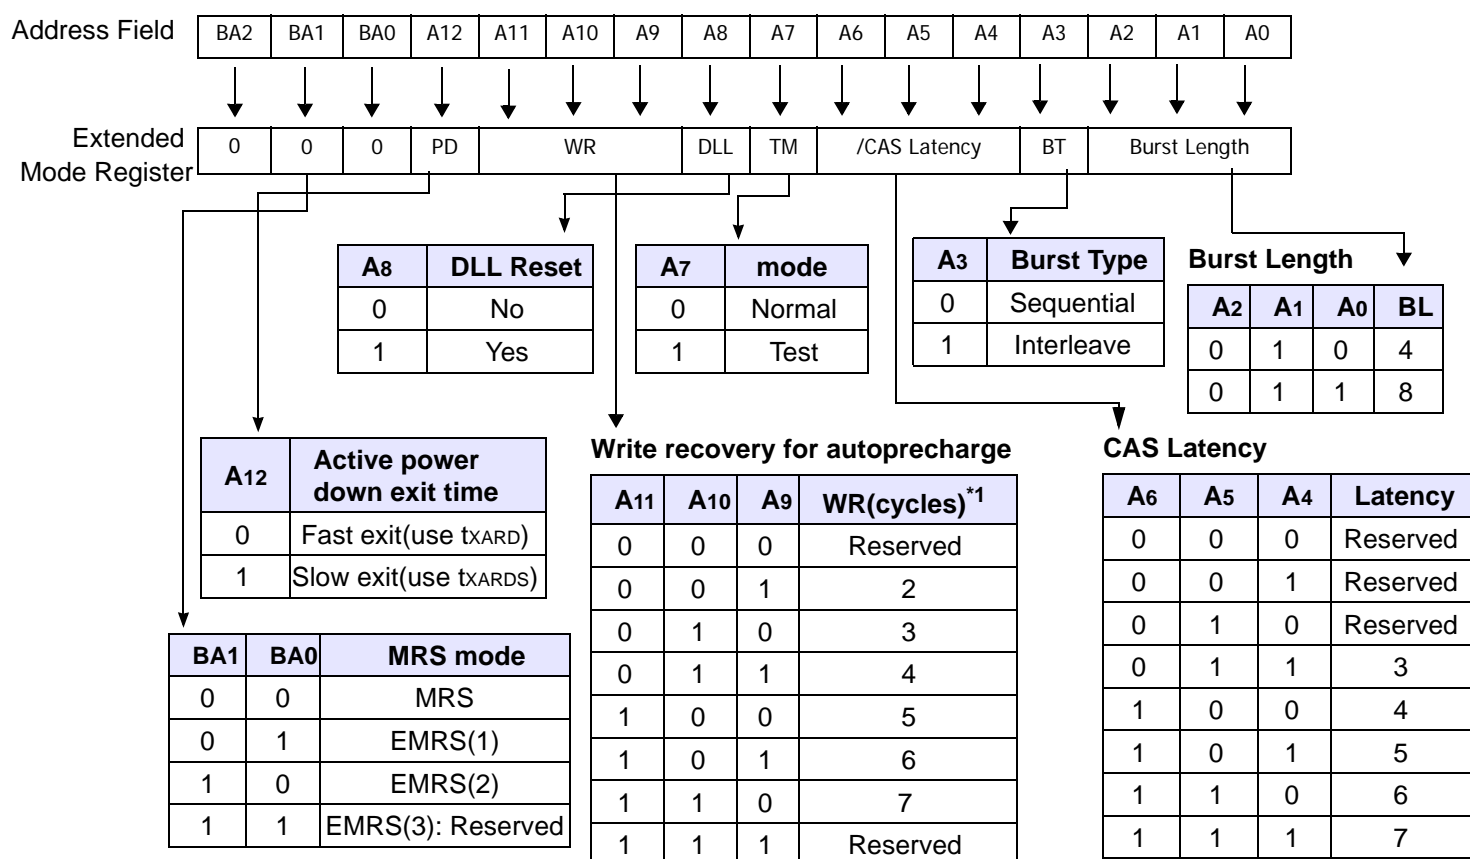 Address Field BA2 BA1 BA0 A12 A11 A10 A9 A8 A7 A6 A5 A4 A3 A2 A1 A0
Extended Mode Register 0 0 0 PD WR DLL TM /CAS Latency BT Burst Length
A8 DLL Reset
0 No
1 Yes
A7 mode
0 Normal
1 Test
A3 Burst Type
0 Sequential
1 Interleave
Burst Length
A2 A1 A0 BL
0 1 0 4
0 1 1 8
A12 Active power down exit time
0 Fast exit(use tXARD)
1 Slow exit(use tXARDS)
BA1 BA0 MRS mode
0 0 MRS
0 1 EMRS(1)
1 0 EMRS(2)
1 1 EMRS(3): Reserved
Write recovery for autoprecharge
A11 A10 A9 WR(cycles)*1
0 0 0 Reserved
0 0 1 2
0 1 0 3
0 1 1 4
1 0 0 5
1 0 1 6
1 1 0 7
1 1 1 Reserved
CAS Latency
A6 A5 A4 Latency
0 0 0 Reserved
0 0 1 Reserved
0 1 0 Reserved
0 1 1 3
1 0 0 4
1 0 1 5
1 1 0 6
1 1 1 7